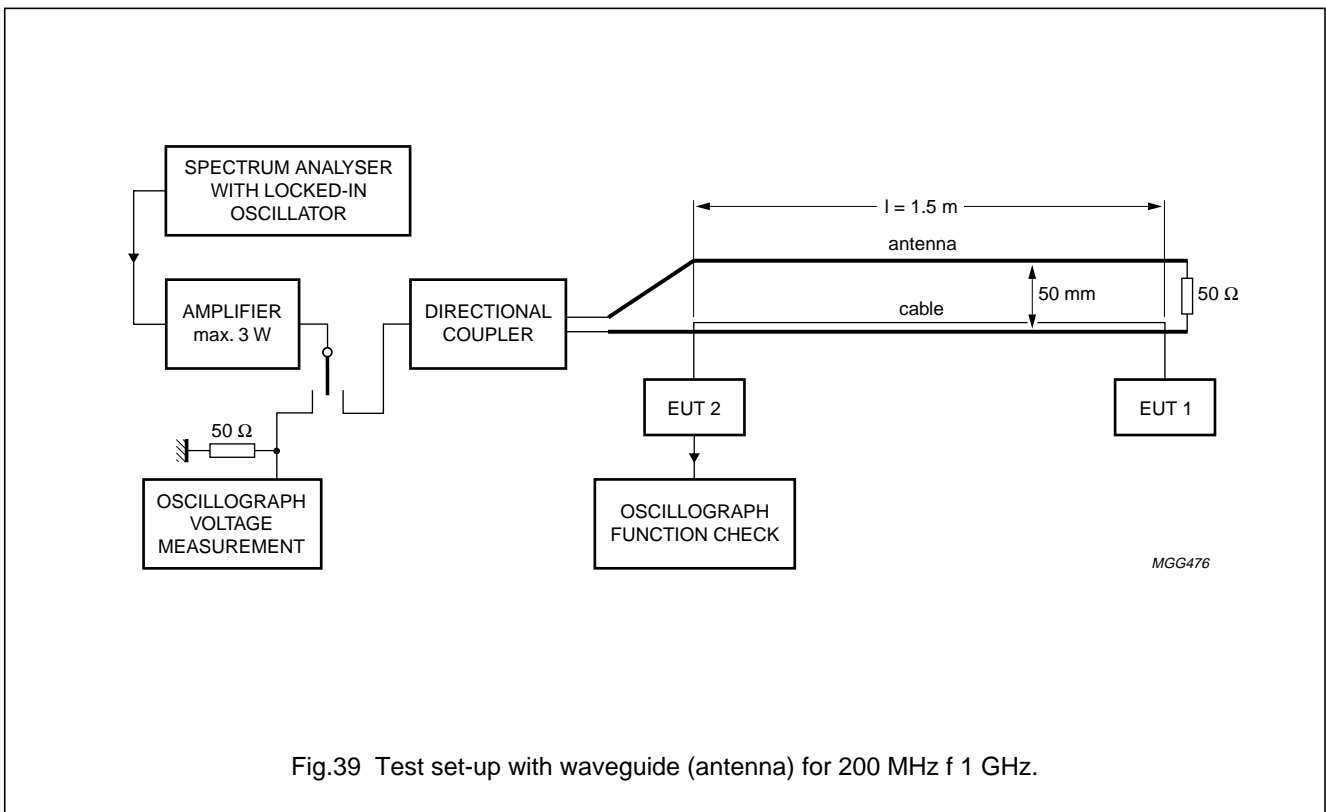 SPECTRUM ANALYSER
WITH LOCKED-IN
OSCILLATOR
l = 1.5 m
antenna
AMPLIFIER
max. 3 W
DIRECTIONAL
COUPLER
50 mm
50 Ω
cable
EUT 2
EUT 1
50 Ω
OSCILLOGRAPH
VOLTAGE
MEASUREMENT
OSCILLOGRAPH
FUNCTION CHECK
MGG476
Fig.39 Test set-up with waveguide (antenna) for 200 MHz f 1 GHz.